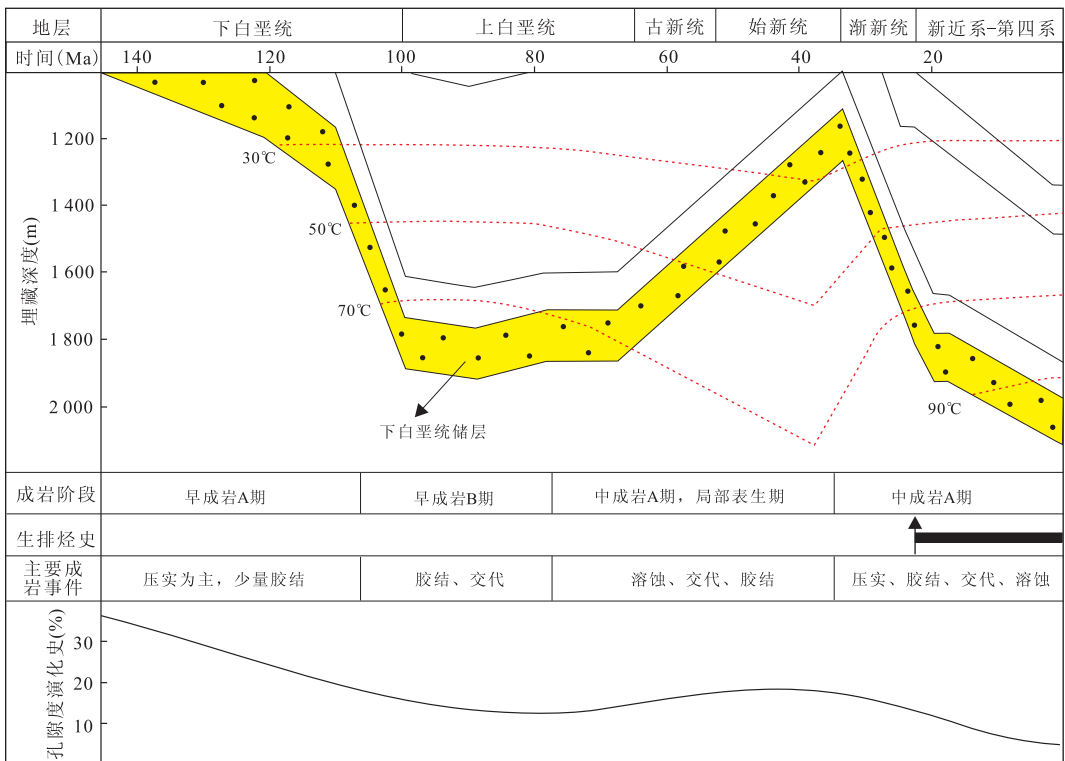 地层 下白垩统 上白垩统 古新统 始新统 渐新统 新近系-第四系
时间(Ma) 140 120 100 80 60 40 20
埋藏深度(m)
1 200
30℃
1 400
50℃
1 600
70℃
1 800
2 000
90℃
下白垩统储层
成岩阶段 早成岩A期 早成岩B期 中成岩A期，局部表生期 中成岩A期
生排烃史
主要成
岩事件
压实为主，少量胶结 胶结、交代 溶蚀、交代、胶结 压实、胶结、交代、溶蚀
孔隙度演化史(%)
30
20
10